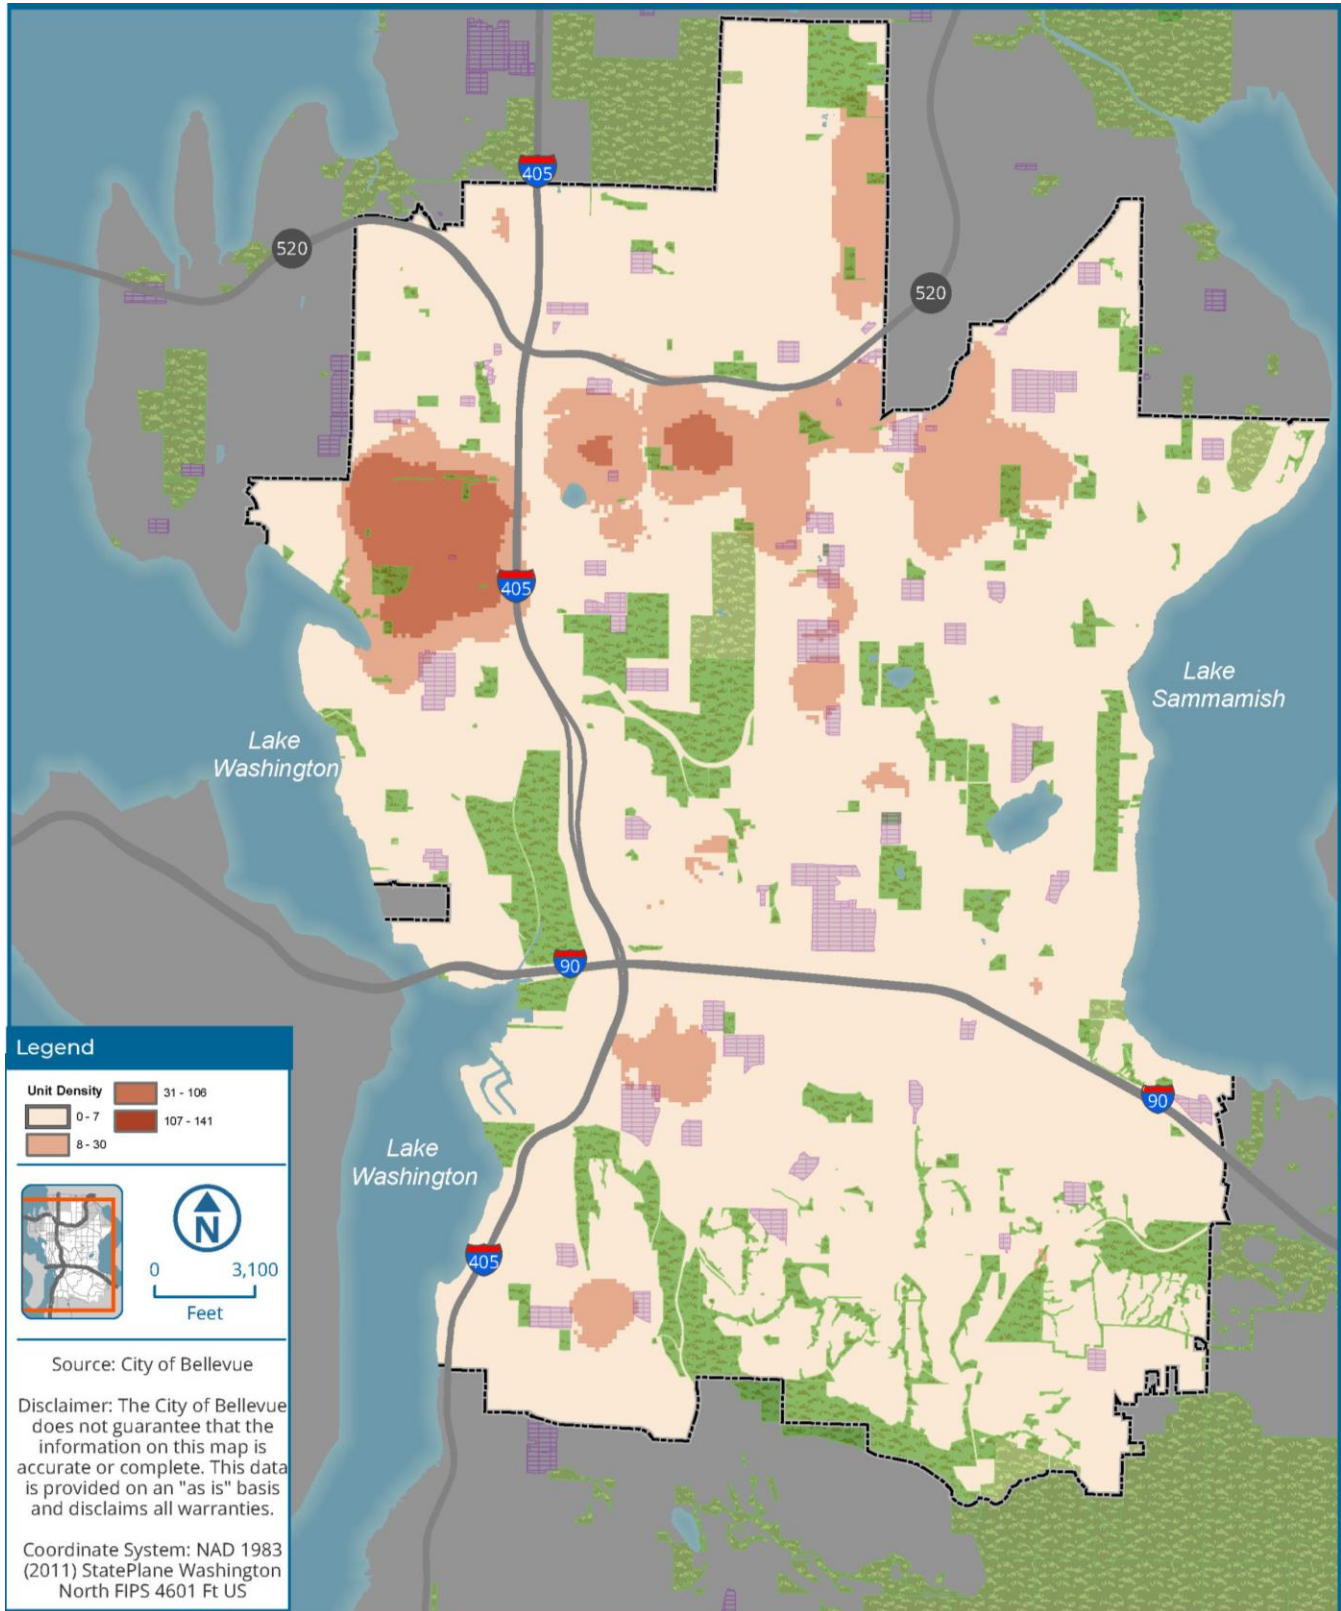 405
520
520
405
Lake
Sammamish
Lake
Washington
90
90
Lake
Washington
405
Legend
Unit Density
0 - 7
8 - 30
31 - 106
107 - 141
N
0 3,100
Feet
Source: City of Bellevue
Disclaimer: The City of Bellevue
does not guarantee that the
information on this map is
accurate or complete. This data
is provided on an "as is" basis
and disclaims all warranties.
Coordinate System: NAD 1983
(2011) StatePlane Washington
North FIPS 4601 Ft US